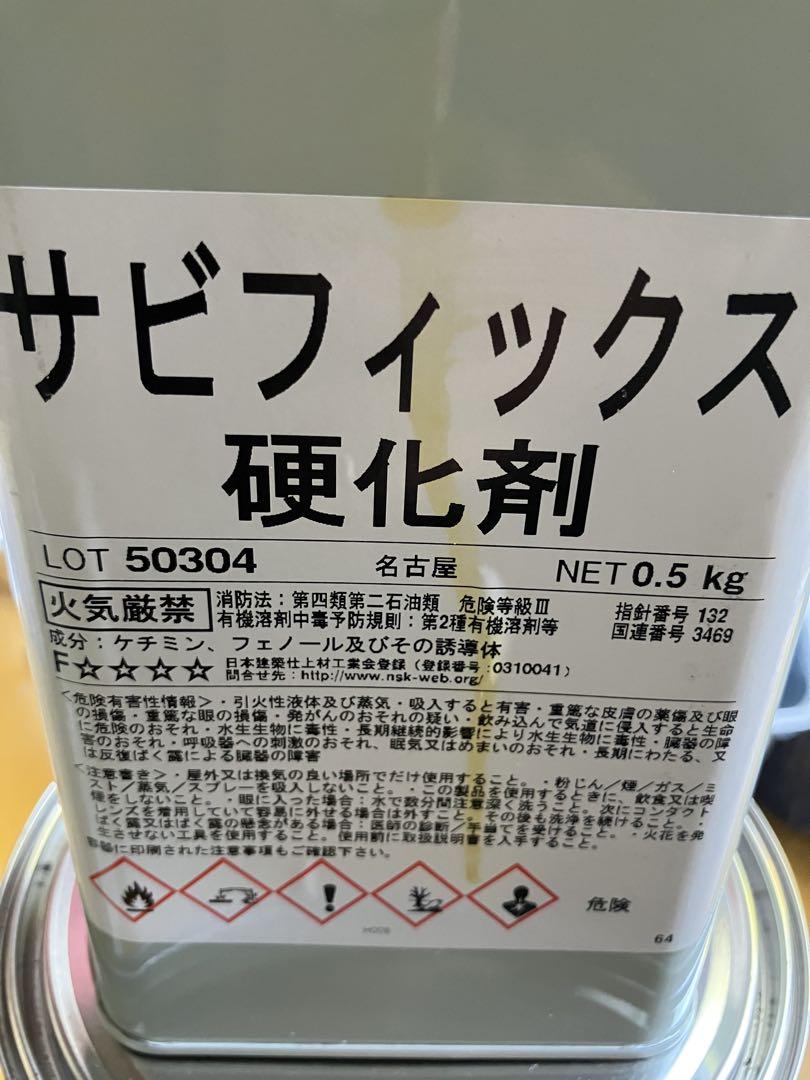 サビフィックス
硬化剤
LOT 50304 名古屋 NET 0.5 kg
火気厳禁
消防法：第四類第二石油類 危険等級Ⅲ
有機溶剤中毒予防規則：第2種有機溶剤等
指針番号 132
国連番号 3469
成分：ケチミン、フェノール及びその誘導体
F☆☆☆☆
日本建築仕上材工業会登録（登録番号：0310041）
問合せ先：http://www.nsk-web.org/
＜危険有害性情報＞・引火性液体及び蒸気・吸入すると有害・重篤な皮膚の薬傷及び眼
の損傷・重篤な眼の損傷・発がんのおそれの疑い・飲み込んで気道に侵入すると生命
に危険のおそれ・水生生物に毒性・長期継続的影響により水生生物に毒性・臓器の障
害のおそれ・呼吸器への刺激のおそれ、眠気又はめまいのおそれ・長期にわたる、又
は反復ばく露による臓器の障害
＜注意書き＞・屋外又は換気の良い場所でだけ使用すること。・粉じん／煙／ガス／ミ
スト／蒸気／スプレーを吸入しないこと。・この製品を使用するときに、飲食又は喫
煙をしないこと。・眼に入った場合：水で数分間注意深く洗うこと。次にコンタクト
レンズを着用していて容易に外せる場合は外すこと。その後も洗浄を続けること。・
ばく露又はばく露の懸念がある場合：医師の診断／手当てを受けること。・火花を発
生させない工具を使用すること。使用前に取扱説明書を入手すること。
容器に印刷された注意事項もご確認下さい。
危険
64